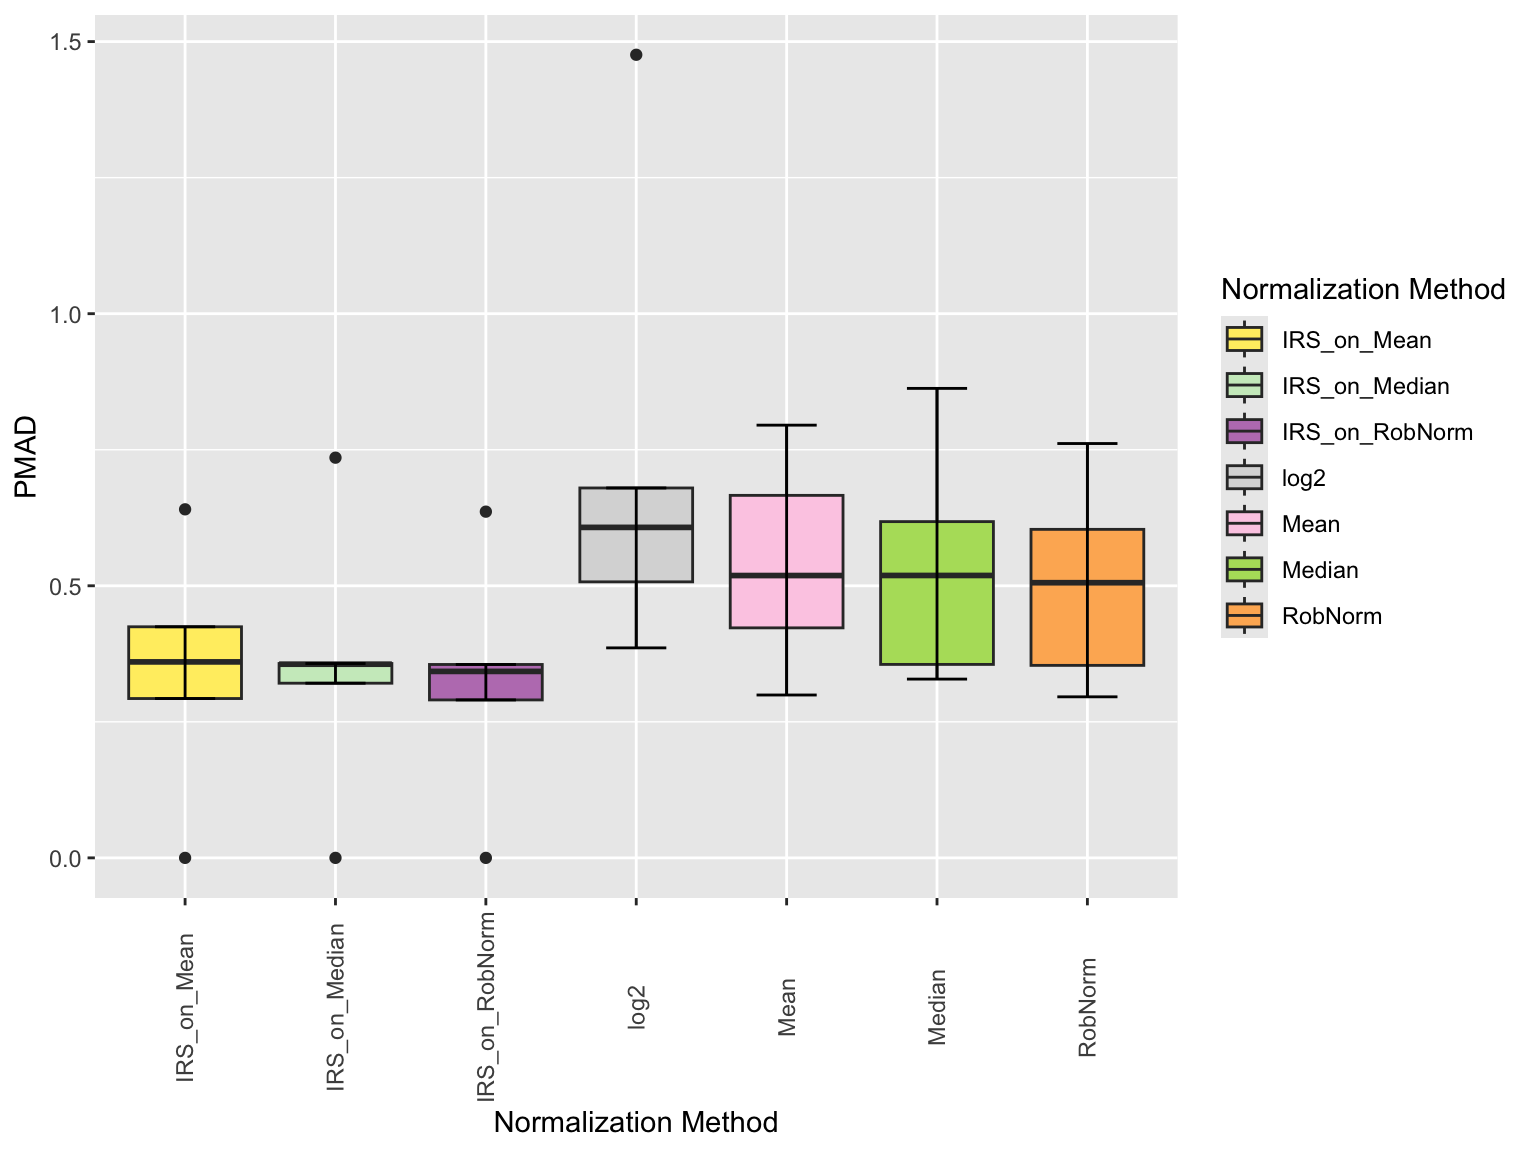 1.5
1.0
0.5
0.0
PMAD
IRS_on_Mean
IRS_on_Median
IRS_on_RobNorm
log2
Mean
Median
RobNorm
Normalization Method
Normalization Method
IRS_on_Mean
IRS_on_Median
IRS_on_RobNorm
log2
Mean
Median
RobNorm